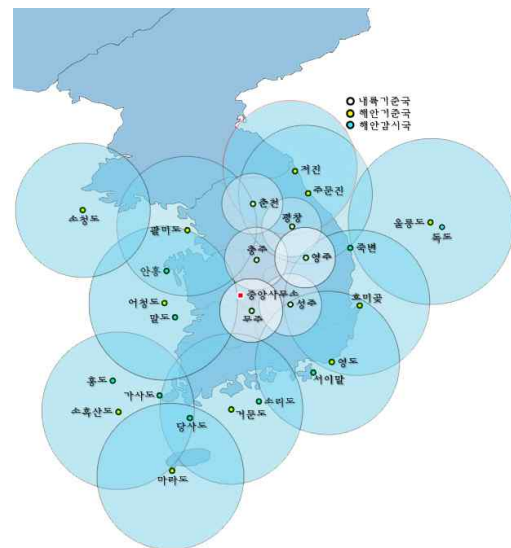 내륙기준국
해안기준국
해안감시국
저진
주문진
춘천
평창
소청도
팔미도
울릉도
독도
죽변
충주
영주
안흥
어청도
중앙사무소
성주
무주
말도
호미곶
영도
서이말
홍도
가사도
소리도
소흑산도
거문도
당사도
마라도